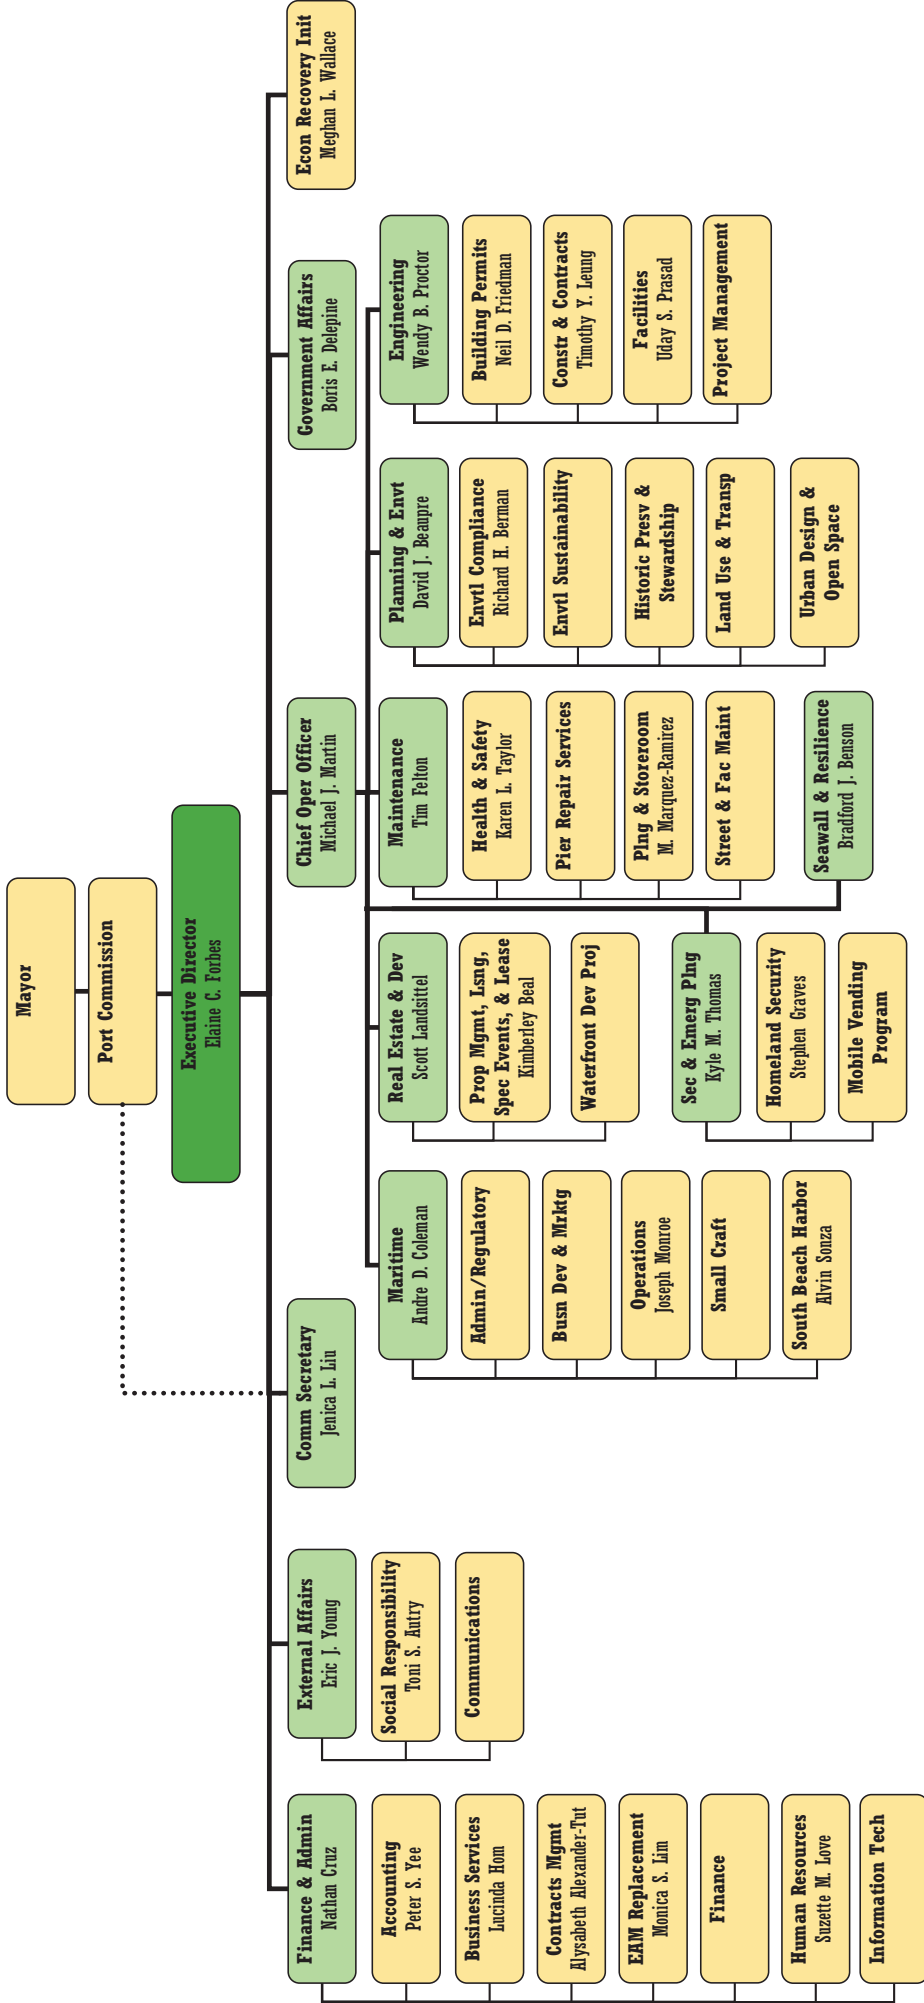 Mayor
Port Commission
Executive Director
Elaine C. Forbes
Finance & Admin
Nathan Cruz
Accounting
Peter S. Yee
Business Services
Lucinda Hom
Contracts Mgmt
Alysabeth Alexander-Tut
EAM Replacement
Monica S. Lim
Finance
Human Resources
Suzette M. Love
Information Tech
External Affairs
Eric J. Young
Social Responsibility
Toni S. Autry
Communications
Comm Secretary
Jenica L. Liu
Chief Oper Officer
Michael J. Martin
Government Affairs
Boris E. Delepine
Econ Recovery Init
Meghan L. Wallace
Maritime
Andre D. Coleman
Admin/Regulatory
Busn Dev & Mrktg
Operations
Joseph Monroe
Small Craft
South Beach Harbor
Alvin Sonza
Real Estate & Dev
Scott Landsittel
Prop Mgmt, Lsng,
Spec Events, & Lease
Kimberley Beal
Waterfront Dev Proj
Sec & Emerg Plng
Kyle M. Thomas
Homeland Security
Stephen Graves
Mobile Vending
Program
Maintenance
Tim Felton
Health & Safety
Karen L. Taylor
Pier Repair Services
Plng & Storeroom
M. Marquez-Ramirez
Street & Fac Maint
Seawall & Resilience
Bradford J. Benson
Planning & Envt
David J. Beaupre
Envtl Compliance
Richard H. Berman
Envtl Sustainability
Historic Presv &
Stewardship
Land Use & Transp
Urban Design &
Open Space
Engineering
Wendy B. Proctor
Building Permits
Neil D. Friedman
Constr & Contracts
Timothy Y. Leung
Facilities
Uday S. Prasad
Project Management